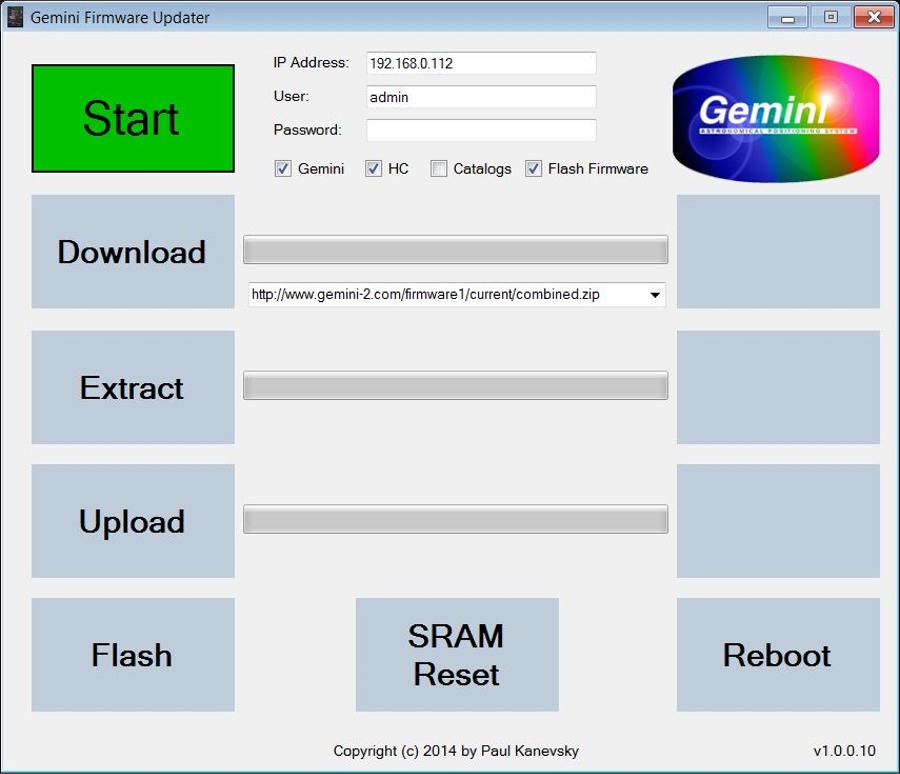 Gemini Firmware Updater
Start
IP Address: 192.168.0.112
User: admin
Password:
Gemini HC Catalogs Flash Firmware
Gemini
ASTRONOMICAL POSITIONING SYSTEM
Download
http://www.gemini-2.com/firmware1/current/combined.zip
Extract
Upload
Flash
SRAM
Reset
Reboot
Copyright (c) 2014 by Paul Kanevsky
v1.0.0.10